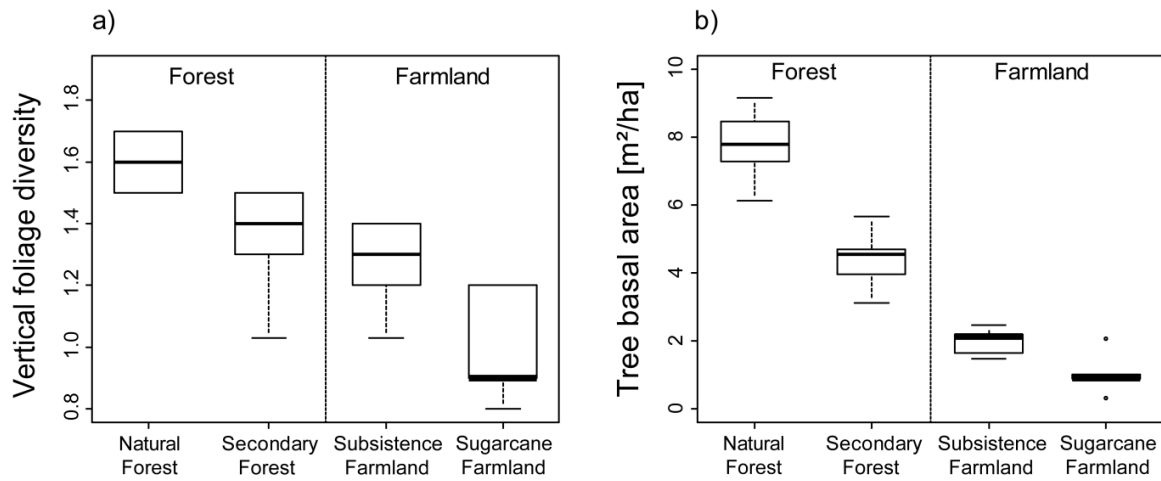 a)
Vertical foliage diversity
1.8
1.6
1.4
1.2
1.0
0.8
Forest
Farmland
Natural
Forest
Secondary
Forest
Subsistence
Farmland
Sugarcane
Farmland
b)
Tree basal area [m²/ha]
10
8
6
4
2
0
Forest
Farmland
Natural
Forest
Secondary
Forest
Subsistence
Farmland
Sugarcane
Farmland